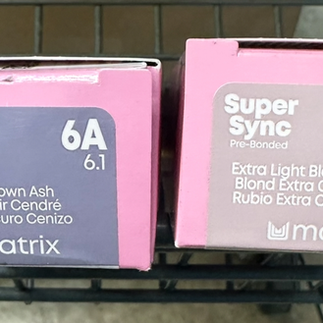 6A
6.1
own Ash
ir Cendré
uro Cenizo
atrix
Super
Sync
Pre-Bonded
Extra Light Bl
Blond Extra C
Rubio Extra C
ma